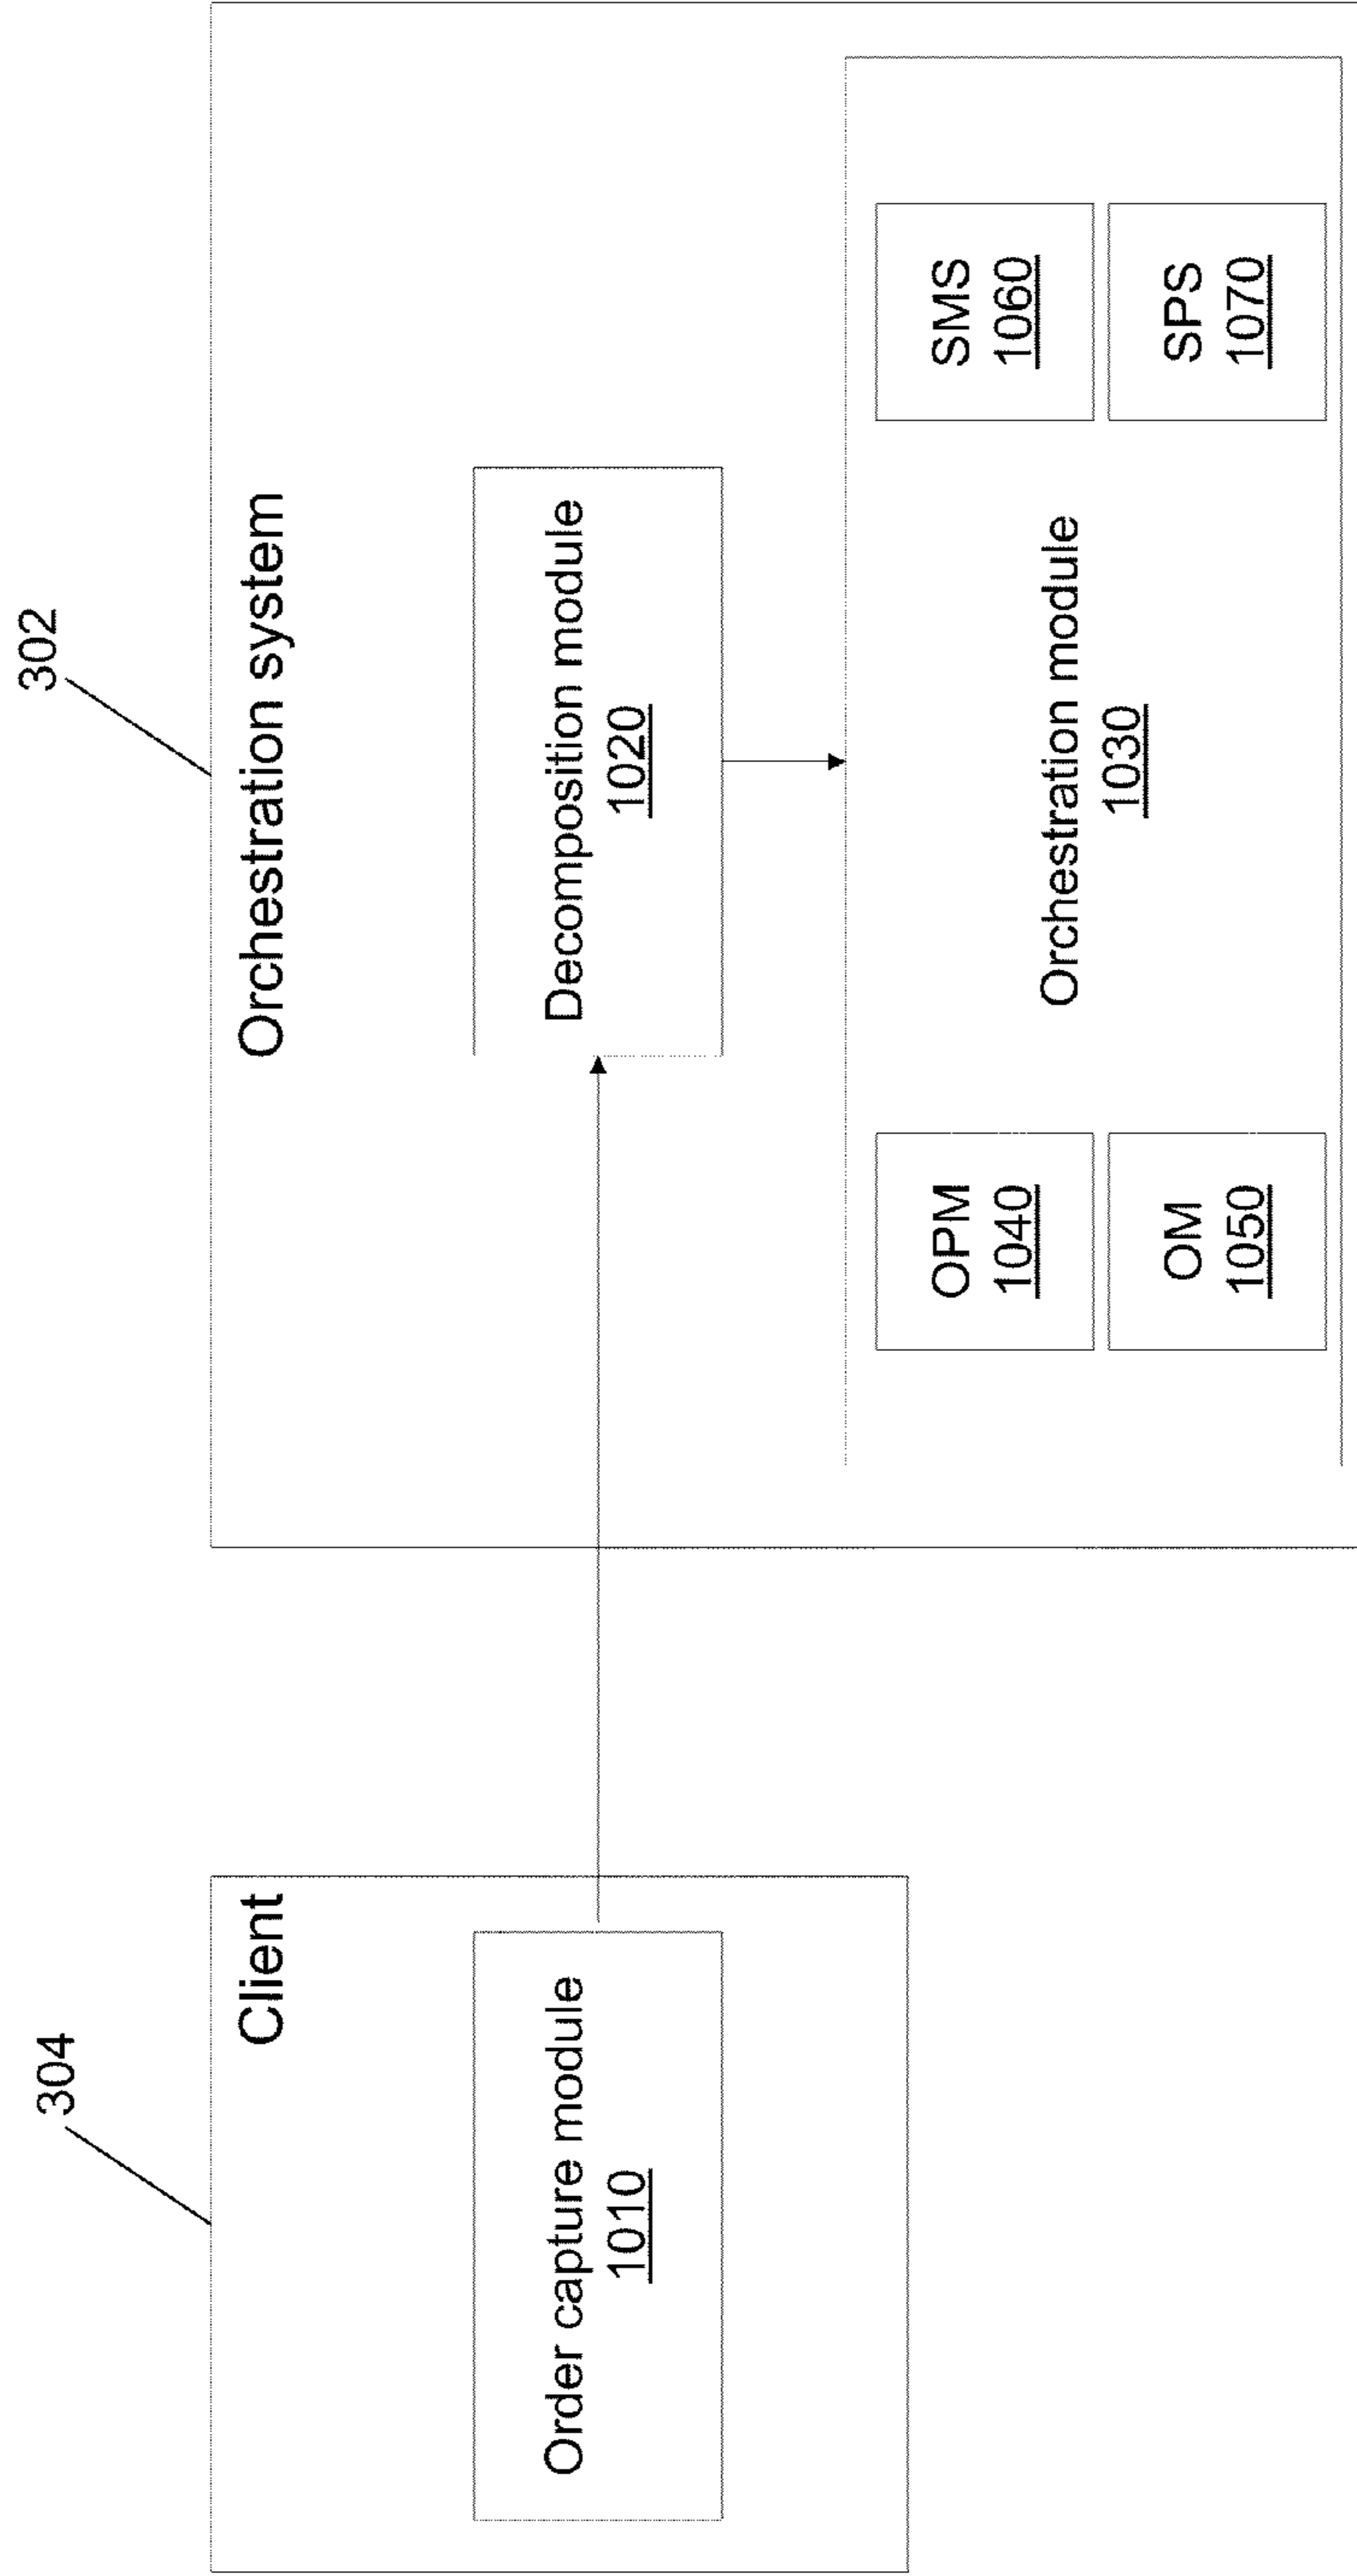 304
Client
Order capture module
1010
302
Orchestration system
Decomposition module
1020
OPM
1040
OM
1050
Orchestration module
1030
SMS
1060
SPS
1070